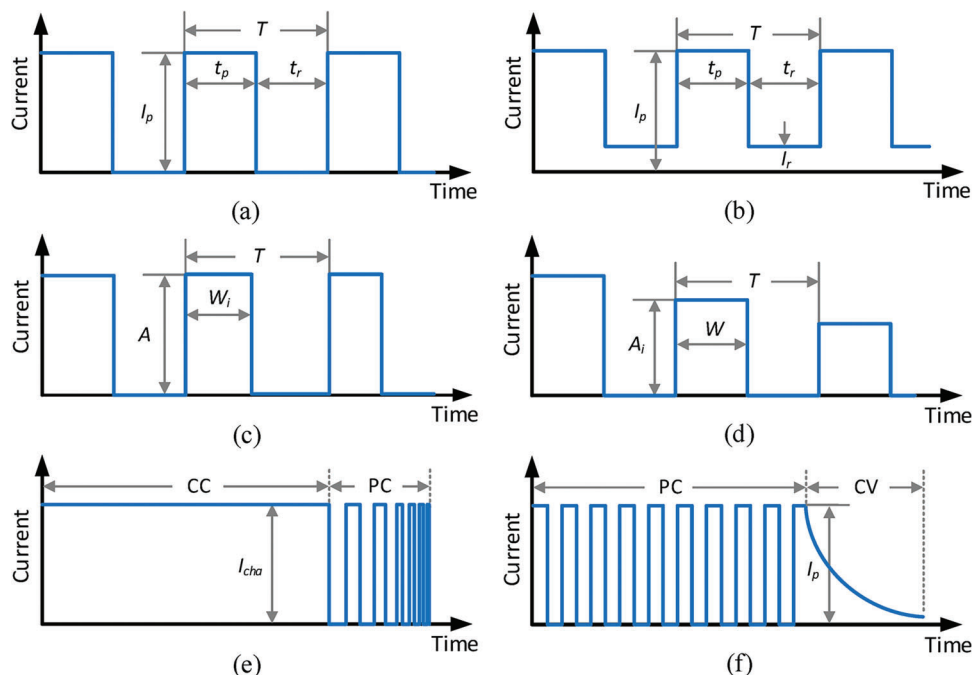 Current
T
t_p
t_r
I_p
Time
(a)
Current
T
t_p
t_r
I_p
I_r
Time
(b)
Current
T
W_i
A
Time
(c)
Current
T
W
A_i
Time
(d)
Current
CC
PC
I_cha
Time
(e)
Current
PC
CV
I_p
Time
(f)